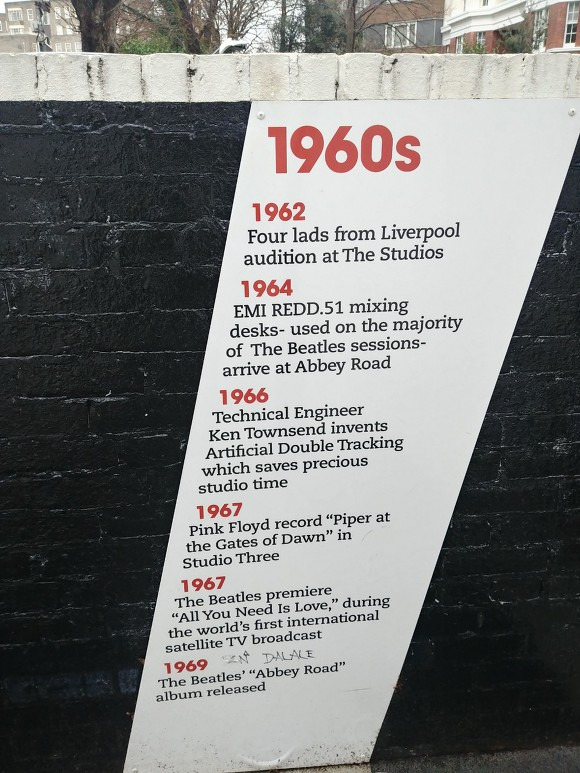 1960s
1962
Four lads from Liverpool
audition at The Studios
1964
EMI REDD.51 mixing
desks- used on the majority
of The Beatles sessions-
arrive at Abbey Road
1966
Technical Engineer
Ken Townsend invents
Artificial Double Tracking
which saves precious
studio time
1967
Pink Floyd record “Piper at
the Gates of Dawn” in
Studio Three
1967
The Beatles premiere
“All You Need Is Love,” during
the world’s first international
satellite TV broadcast
1969
The Beatles’ “Abbey Road”
album released